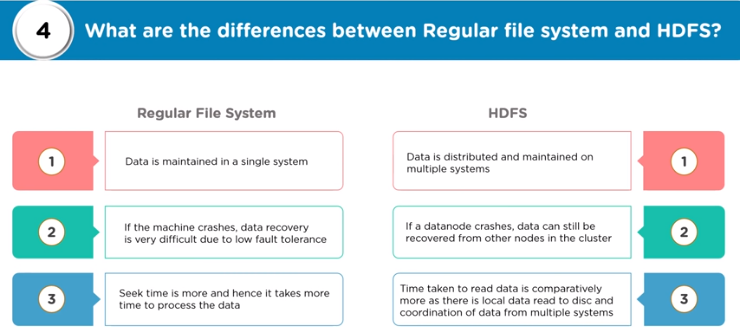 4
What are the differences between Regular file system and HDFS?
Regular File System
1
Data is maintained in a single system
2
If the machine crashes, data recovery
is very difficult due to low fault tolerance
3
Seek time is more and hence it takes more
time to process the data
HDFS
Data is distributed and maintained on
multiple systems
1
If a datanode crashes, data can still be
recovered from other nodes in the cluster
2
Time taken to read data is comparatively
more as there is local data read to disc and
coordination of data from multiple systems
3